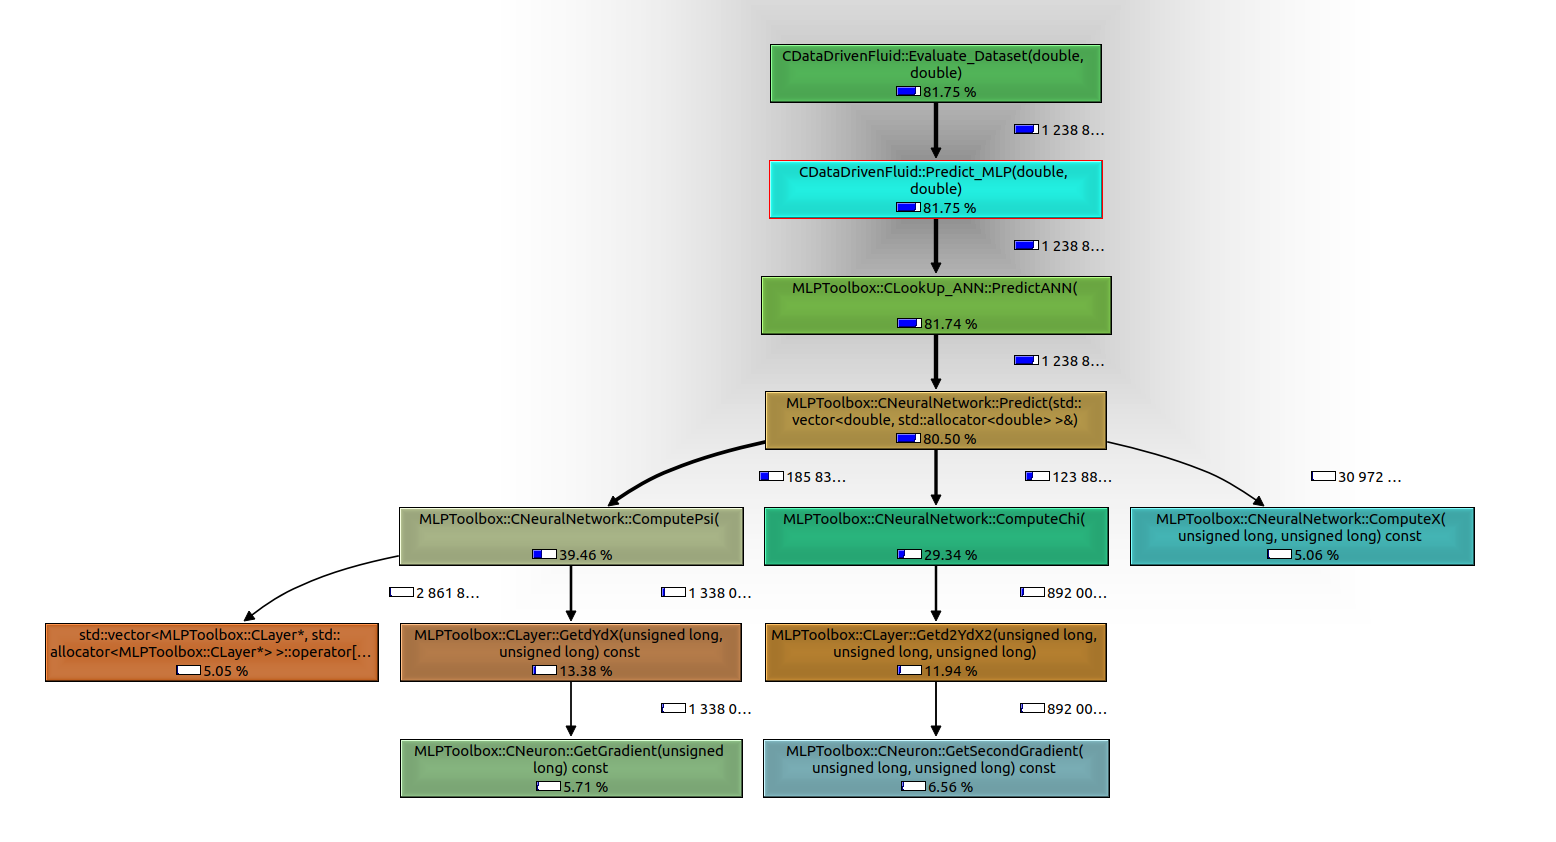 CDataDrivenFluid::Evaluate_Dataset(double,
double)
81.75 %
1 238 8...
CDataDrivenFluid::Predict_MLP(double,
double)
81.75 %
1 238 8...
MLPToolbox::CLookUp_ANN::PredictANN(
81.74 %
1 238 8...
MLPToolbox::CNeuralNetwork::Predict(std::
vector<double, std::allocator<double> >&)
80.50 %
185 83...
123 88...
30 972 ...
MLPToolbox::CNeuralNetwork::ComputePsi(
39.46 %
MLPToolbox::CNeuralNetwork::ComputeChi(
29.34 %
MLPToolbox::CNeuralNetwork::ComputeX(
unsigned long, unsigned long) const
5.06 %
2 861 8...
1 338 0...
892 00...
std::vector<MLPToolbox::CLayer*, std::
allocator<MLPToolbox::CLayer*> >::operator[...
5.05 %
MLPToolbox::CLayer::GetdYdX(unsigned long,
unsigned long) const
13.38 %
MLPToolbox::CLayer::Getd2YdX2(unsigned long,
unsigned long, unsigned long)
11.94 %
1 338 0...
892 00...
MLPToolbox::CNeuron::GetGradient(unsigned
long) const
5.71 %
MLPToolbox::CNeuron::GetSecondGradient(
unsigned long, unsigned long) const
6.56 %